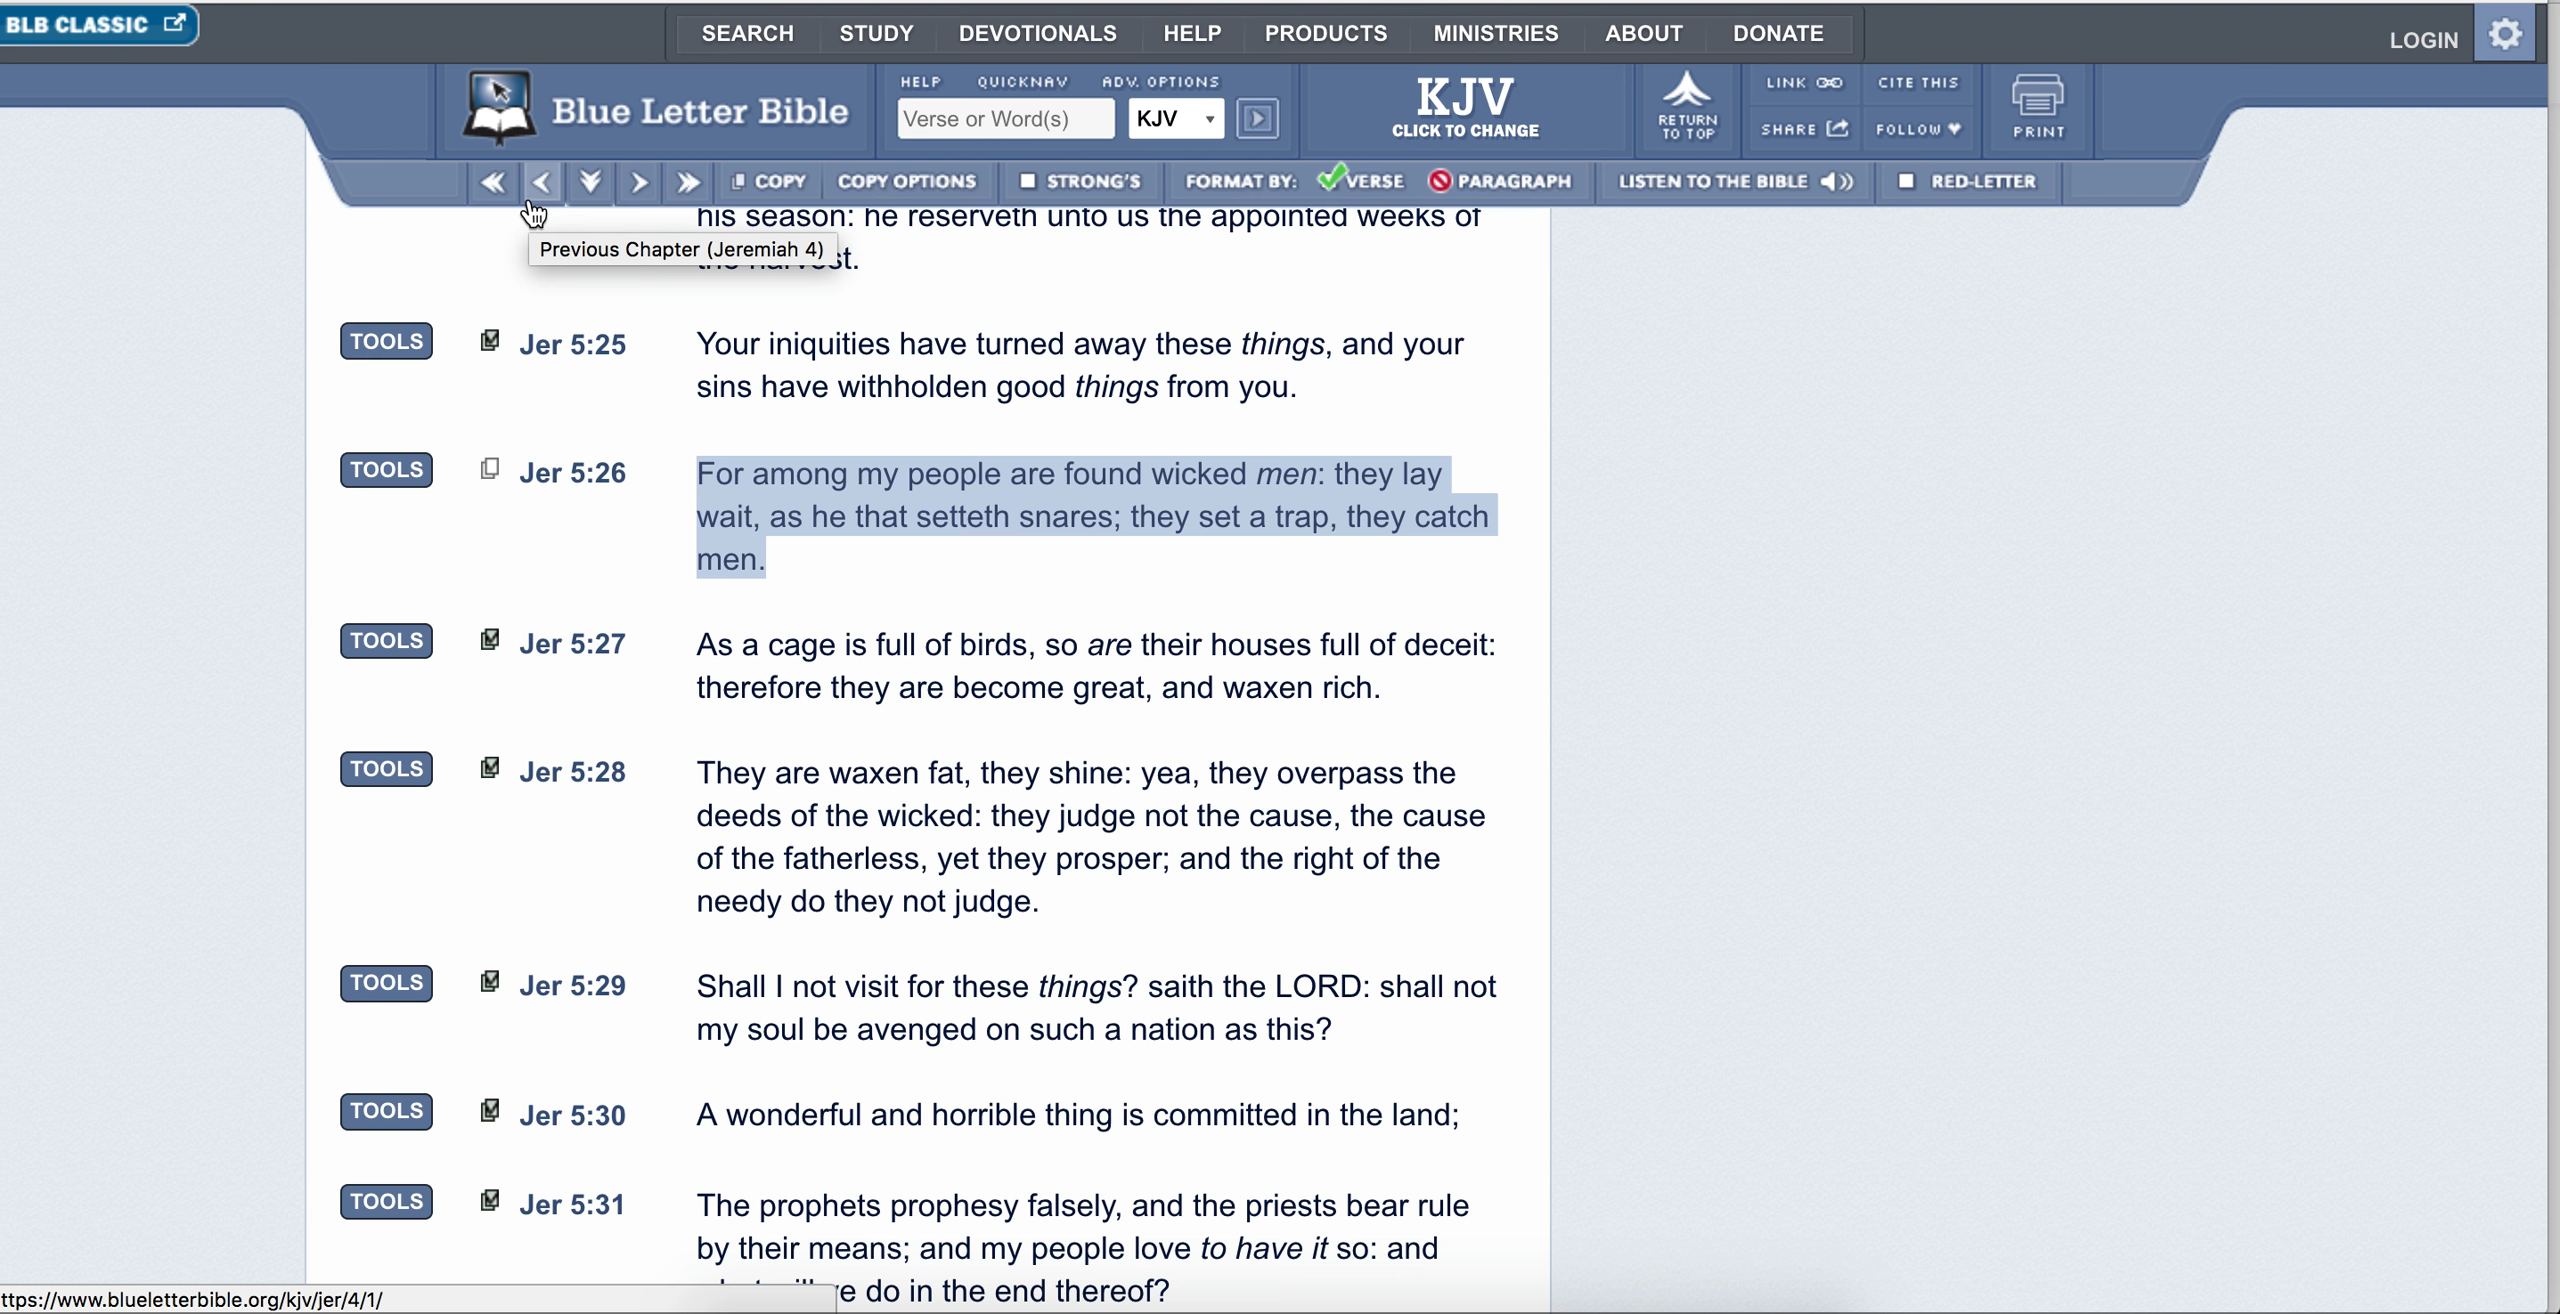 BLB CLASSIC
SEARCH STUDY DEVOTIONALS HELP PRODUCTS MINISTRIES ABOUT DONATE
LOGIN
Blue Letter Bible
HELP QUICKNAV ADV. OPTIONS
Verse or Word(s) KJV
KJV
CLICK TO CHANGE
RETURN
TO TOP
LINK CITE THIS
SHARE FOLLOW
PRINT
COPY COPY OPTIONS STRONG'S FORMAT BY: VERSE PARAGRAPH LISTEN TO THE BIBLE RED-LETTER
his season: he reserveth unto us the appointed weeks of
Previous Chapter (Jeremiah 4)
TOOLS Jer 5:25 Your iniquities have turned away these things, and your
sins have withholden good things from you.
TOOLS Jer 5:26 For among my people are found wicked men: they lay
wait, as he that setteth snares; they set a trap, they catch
men.
TOOLS Jer 5:27 As a cage is full of birds, so are their houses full of deceit:
therefore they are become great, and waxen rich.
TOOLS Jer 5:28 They are waxen fat, they shine: yea, they overpass the
deeds of the wicked: they judge not the cause, the cause
of the fatherless, yet they prosper; and the right of the
needy do they not judge.
TOOLS Jer 5:29 Shall I not visit for these things? saith the LORD: shall not
my soul be avenged on such a nation as this?
TOOLS Jer 5:30 A wonderful and horrible thing is committed in the land;
TOOLS Jer 5:31 The prophets prophesy falsely, and the priests bear rule
by their means; and my people love to have it so: and
do in the end thereof?
ttps://www.blueletterbible.org/kjv/jer/4/1/